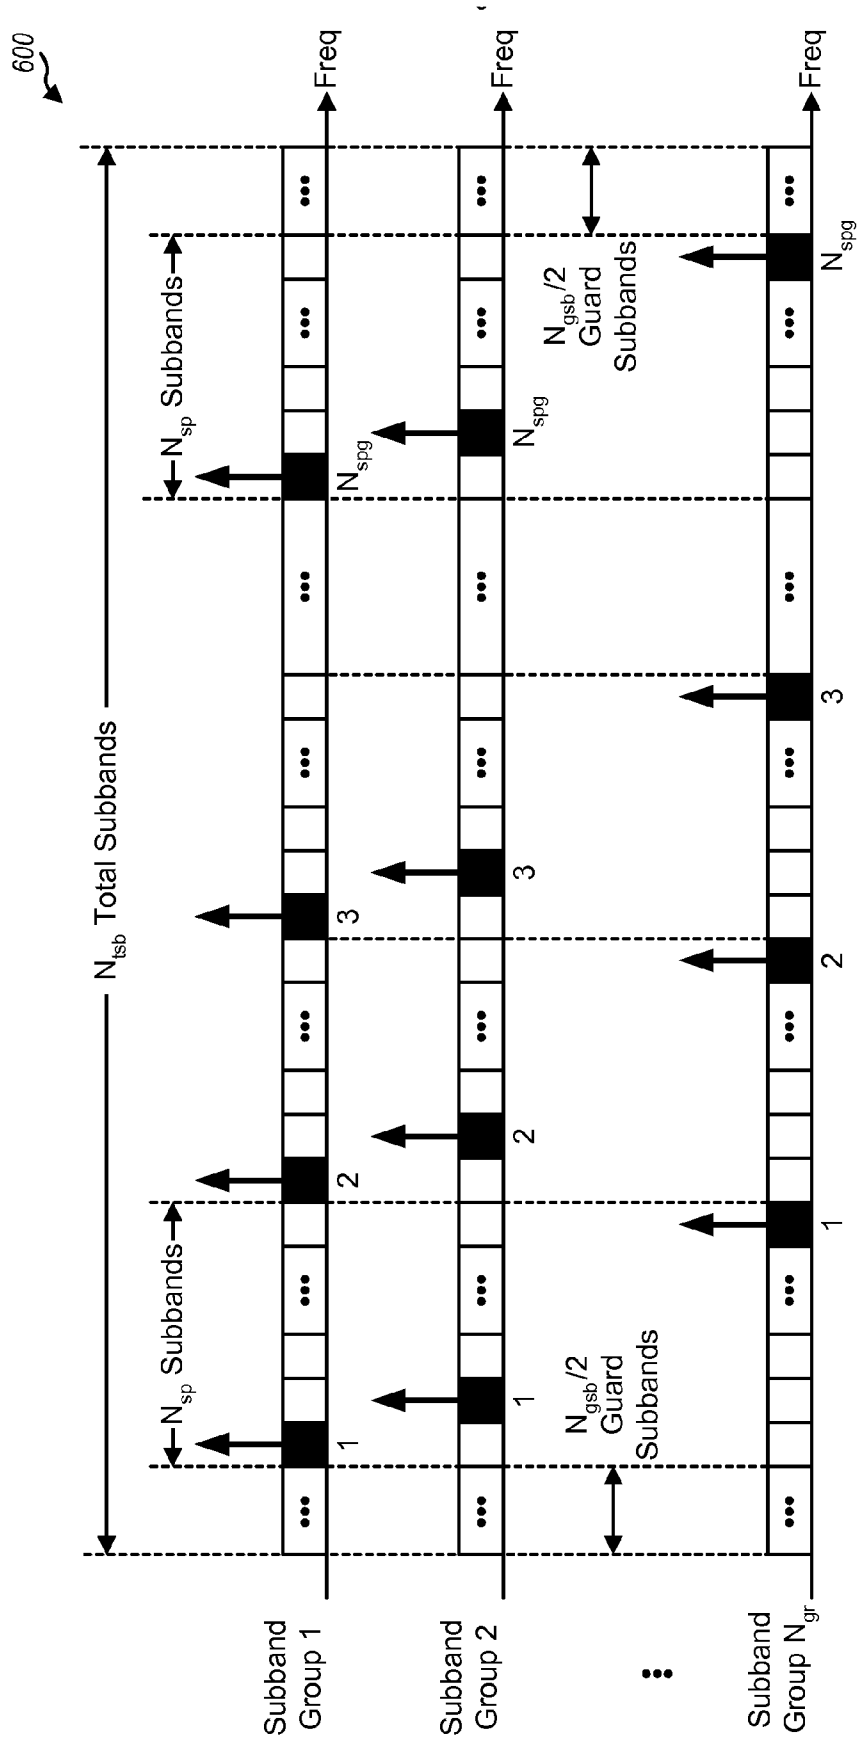 600
N_tsb Total Subbands
N_sp Subbands
N_sp Subbands
Subband
Group 1
•••
•••
•••
•••
•••
•••
1
2
3
N_spg
Freq
Subband
Group 2
•••
•••
•••
•••
•••
•••
1
2
3
N_spg
Freq
N_gsb/2
Guard
Subbands
N_gsb/2
Guard
Subbands
•••
Subband
Group N_gr
•••
•••
•••
•••
•••
•••
1
2
3
N_spg
Freq